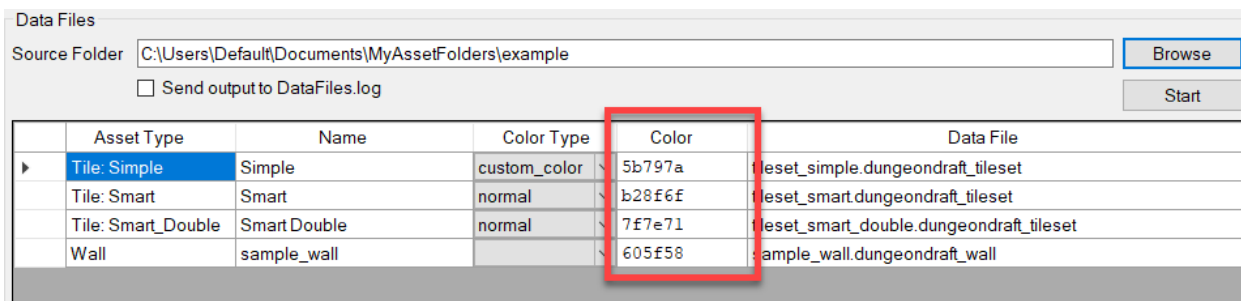 Data Files
Source Folder C:\Users\Default\Documents\MyAssetFolders\example Browse
Send output to DataFiles.log Start
Asset Type Name Color Type Color Data File
Tile: Simple Simple custom_color 5b797a tileset_simple.dungeondraft_tileset
Tile: Smart Smart normal b28f6f tileset_smart.dungeondraft_tileset
Tile: Smart_Double Smart Double normal 7f7e71 tileset_smart_double.dungeondraft_tileset
Wall sample_wall 605f58 sample_wall.dungeondraft_wall